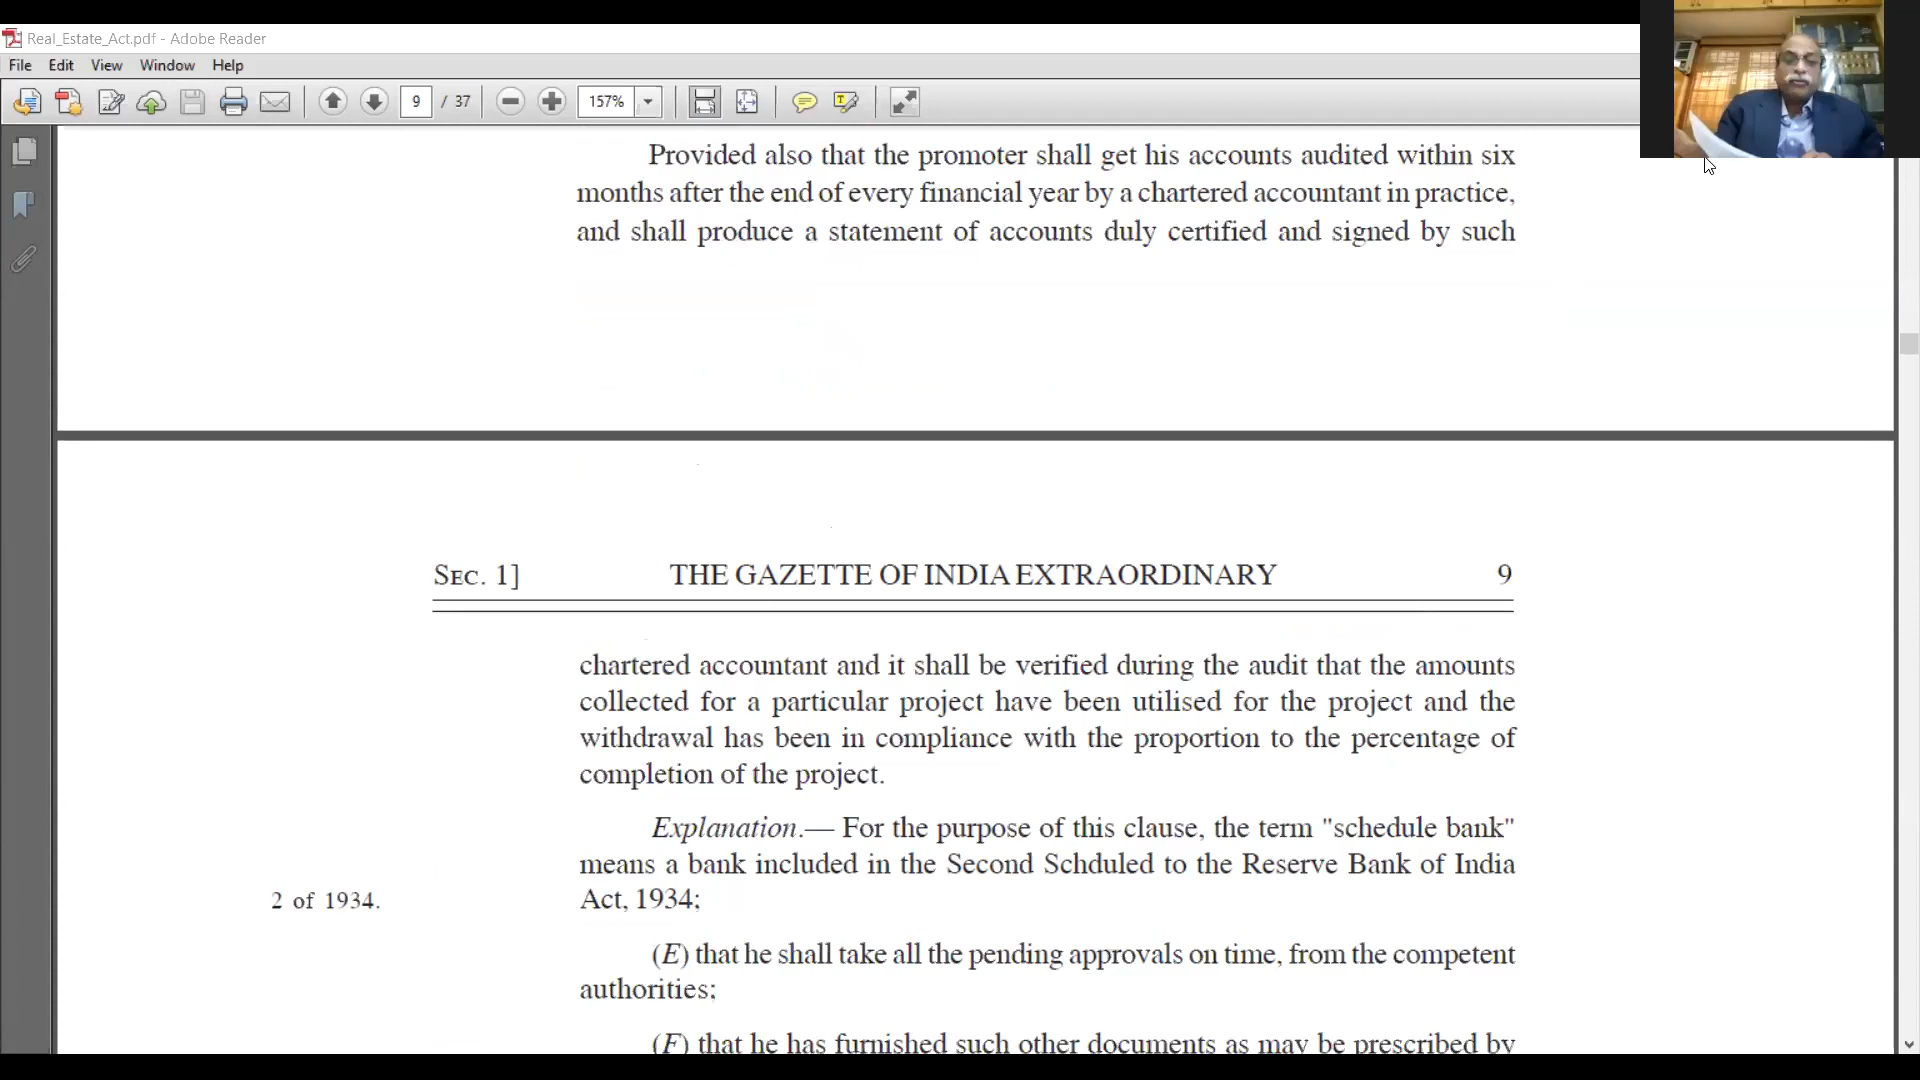 Real_Estate_Act.pdf - Adobe Reader
File Edit View Window Help
9 / 37 157%
Provided also that the promoter shall get his accounts audited within six
months after the end of every financial year by a chartered accountant in practice,
and shall produce a statement of accounts duly certified and signed by such
SEC. 1] THE GAZETTE OF INDIA EXTRAORDINARY 9
chartered accountant and it shall be verified during the audit that the amounts
collected for a particular project have been utilised for the project and the
withdrawal has been in compliance with the proportion to the percentage of
completion of the project.
Explanation.— For the purpose of this clause, the term "schedule bank"
means a bank included in the Second Schduled to the Reserve Bank of India
2 of 1934. Act, 1934;
(E) that he shall take all the pending approvals on time, from the competent
authorities;
(F) that he has furnished such other documents as may be prescribed by